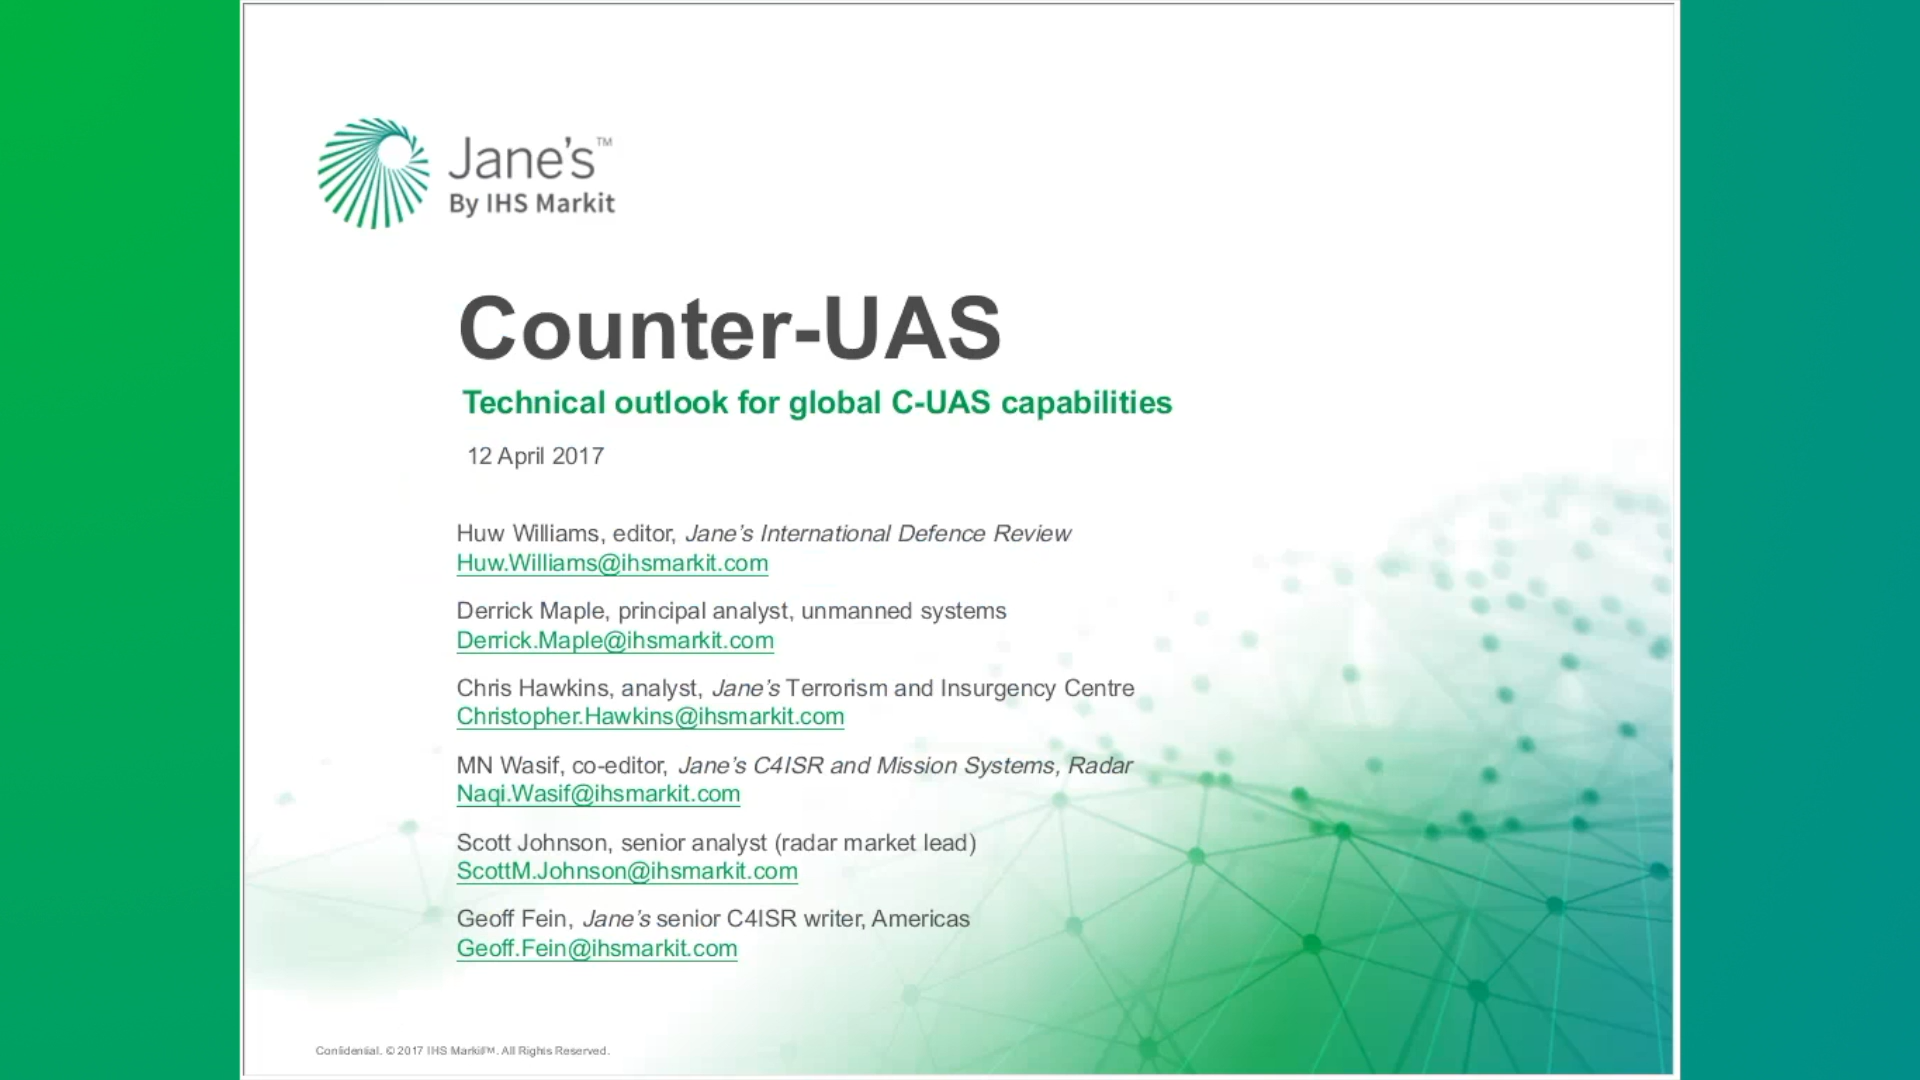 Jane's™
By IHS Markit
Counter-UAS
Technical outlook for global C-UAS capabilities
12 April 2017
Huw Williams, editor, Jane's International Defence Review
Huw.Williams@ihsmarkit.com
Derrick Maple, principal analyst, unmanned systems
Derrick.Maple@ihsmarkit.com
Chris Hawkins, analyst, Jane's Terrorism and Insurgency Centre
Christopher.Hawkins@ihsmarkit.com
MN Wasif, co-editor, Jane's C4ISR and Mission Systems, Radar
Naqi.Wasif@ihsmarkit.com
Scott Johnson, senior analyst (radar market lead)
ScottM.Johnson@ihsmarkit.com
Geoff Fein, Jane's senior C4ISR writer, Americas
Geoff.Fein@ihsmarkit.com
Confidential. © 2017 IHS Markit™. All Rights Reserved.